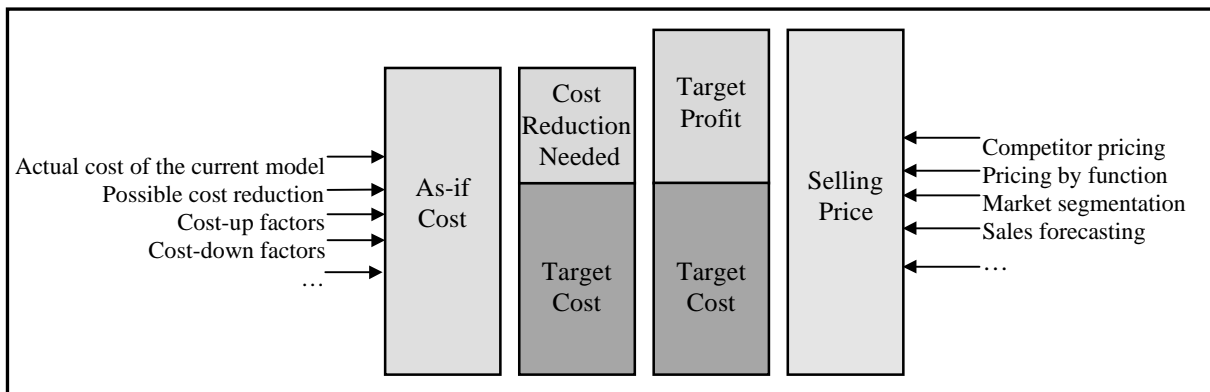 Actual cost of the current model
Possible cost reduction
Cost-up factors
Cost-down factors
…
As-if
Cost
Cost
Reduction
Needed
Target
Cost
Target
Profit
Target
Cost
Selling
Price
Competitor pricing
Pricing by function
Market segmentation
Sales forecasting
…